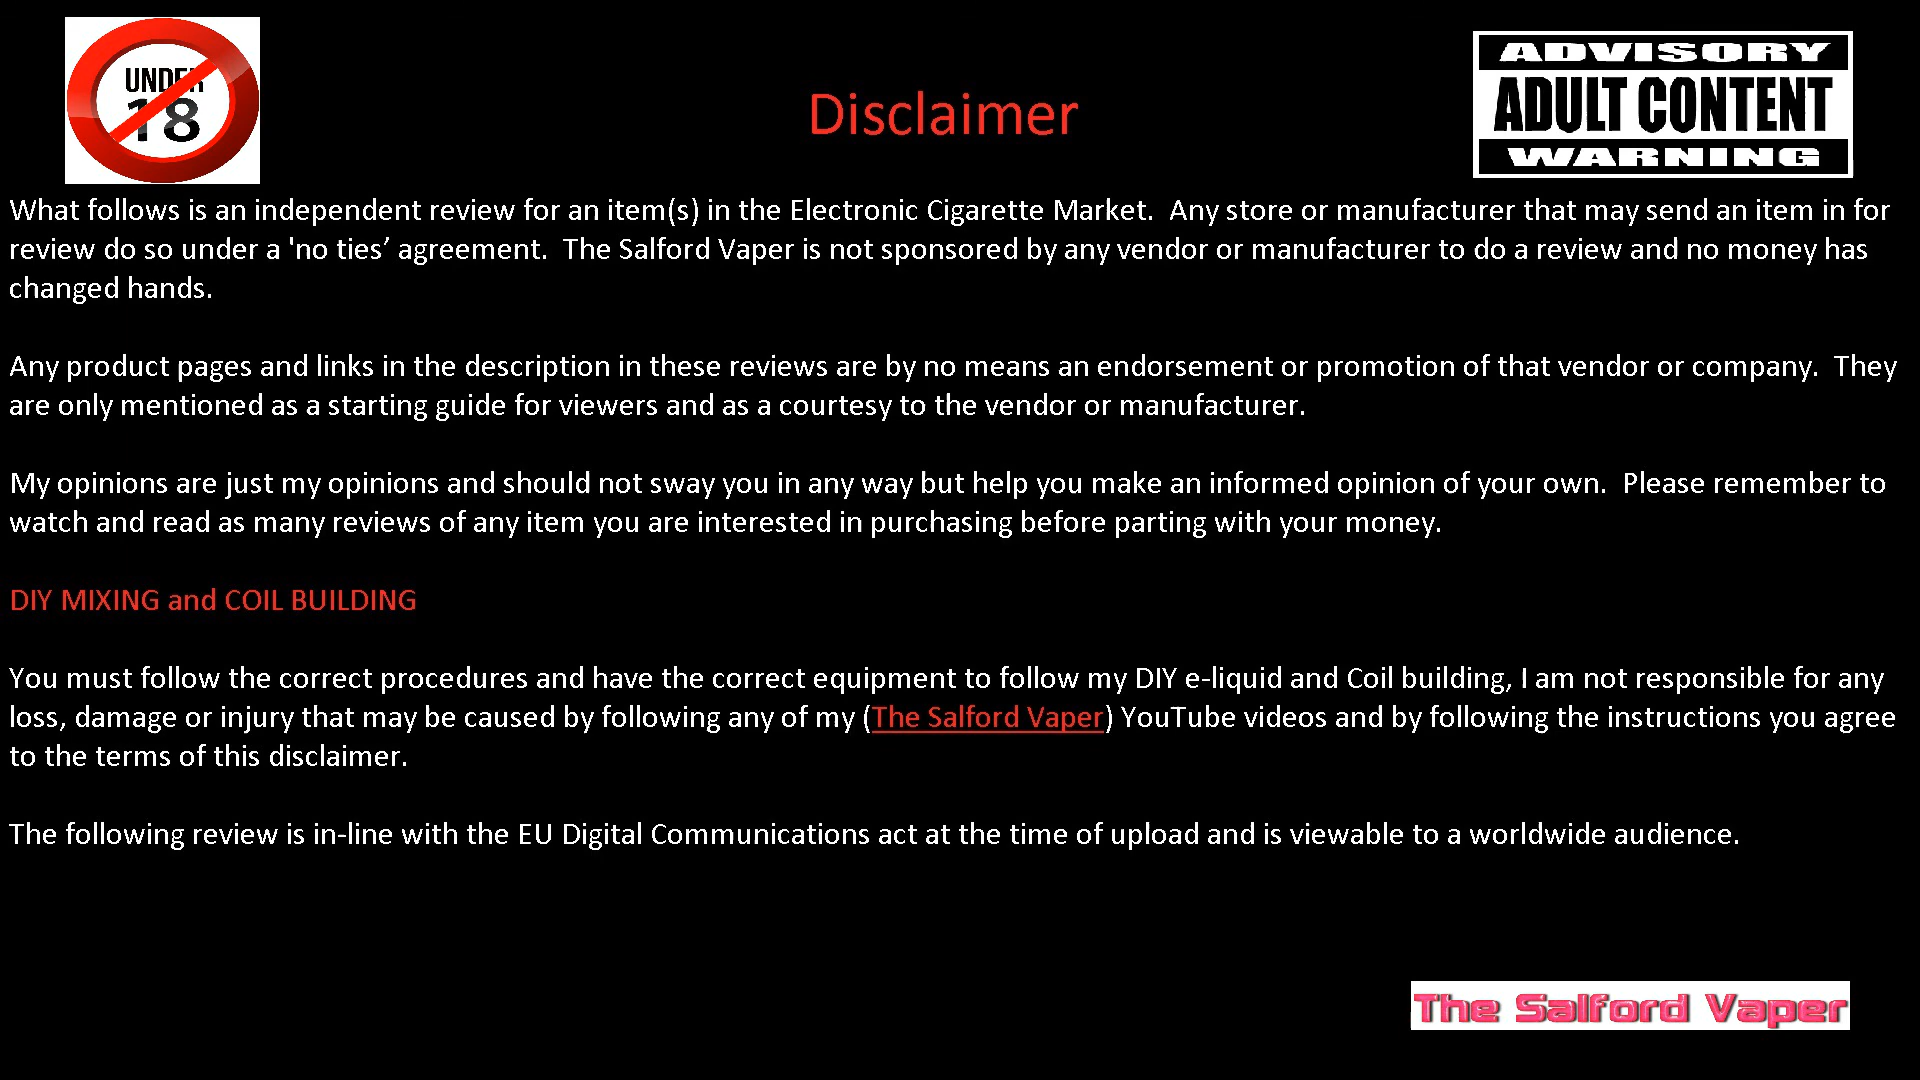 UNDER
18
Disclaimer
ADVISORY
ADULT CONTENT
WARNING
What follows is an independent review for an item(s) in the Electronic Cigarette Market.  Any store or manufacturer that may send an item in for
review do so under a 'no ties’ agreement.  The Salford Vaper is not sponsored by any vendor or manufacturer to do a review and no money has
changed hands.
Any product pages and links in the description in these reviews are by no means an endorsement or promotion of that vendor or company.  They
are only mentioned as a starting guide for viewers and as a courtesy to the vendor or manufacturer.
My opinions are just my opinions and should not sway you in any way but help you make an informed opinion of your own.  Please remember to
watch and read as many reviews of any item you are interested in purchasing before parting with your money.
DIY MIXING and COIL BUILDING
You must follow the correct procedures and have the correct equipment to follow my DIY e-liquid and Coil building, I am not responsible for any
loss, damage or injury that may be caused by following any of my (The Salford Vaper) YouTube videos and by following the instructions you agree
to the terms of this disclaimer.
The following review is in-line with the EU Digital Communications act at the time of upload and is viewable to a worldwide audience.
The Salford Vaper